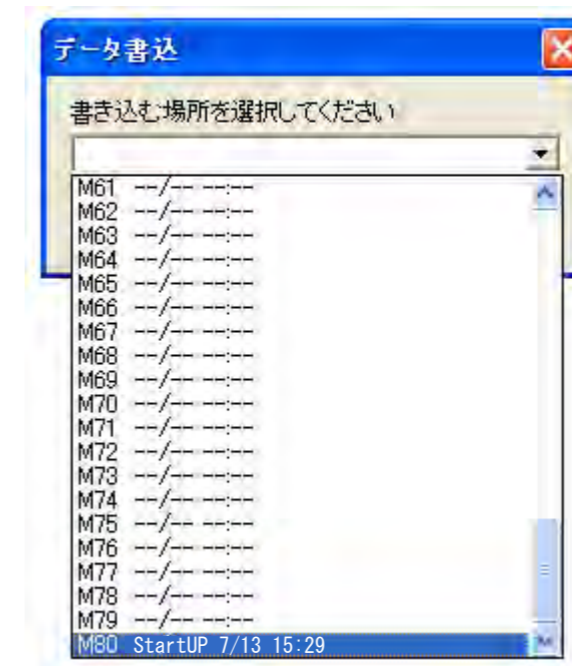 データ書込
書き込む場所を選択してください
M61 --/-- --:--
M62 --/-- --:--
M63 --/-- --:--
M64 --/-- --:--
M65 --/-- --:--
M66 --/-- --:--
M67 --/-- --:--
M68 --/-- --:--
M69 --/-- --:--
M70 --/-- --:--
M71 --/-- --:--
M72 --/-- --:--
M73 --/-- --:--
M74 --/-- --:--
M75 --/-- --:--
M76 --/-- --:--
M77 --/-- --:--
M78 --/-- --:--
M79 --/-- --:--
M80 StartUP 7/13 15:29